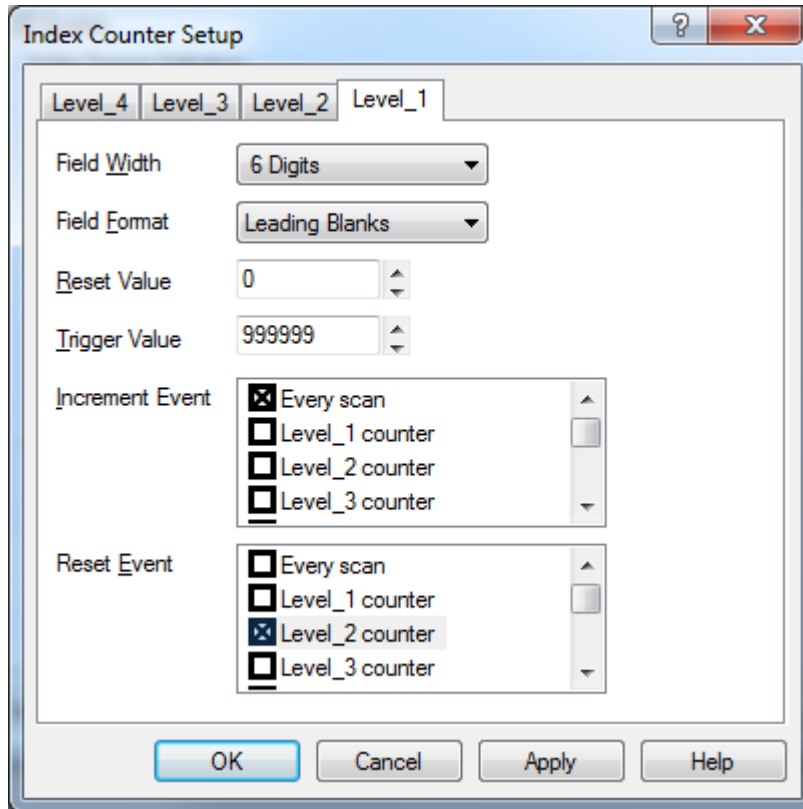 Index Counter Setup
Level_4 Level_3 Level_2 Level_1
Field Width 6 Digits
Field Format Leading Blanks
Reset Value 0
Trigger Value 999999
Increment Event Every scan
Level_1 counter
Level_2 counter
Level_3 counter
Reset Event Every scan
Level_1 counter
Level_2 counter
Level_3 counter
OK Cancel Apply Help